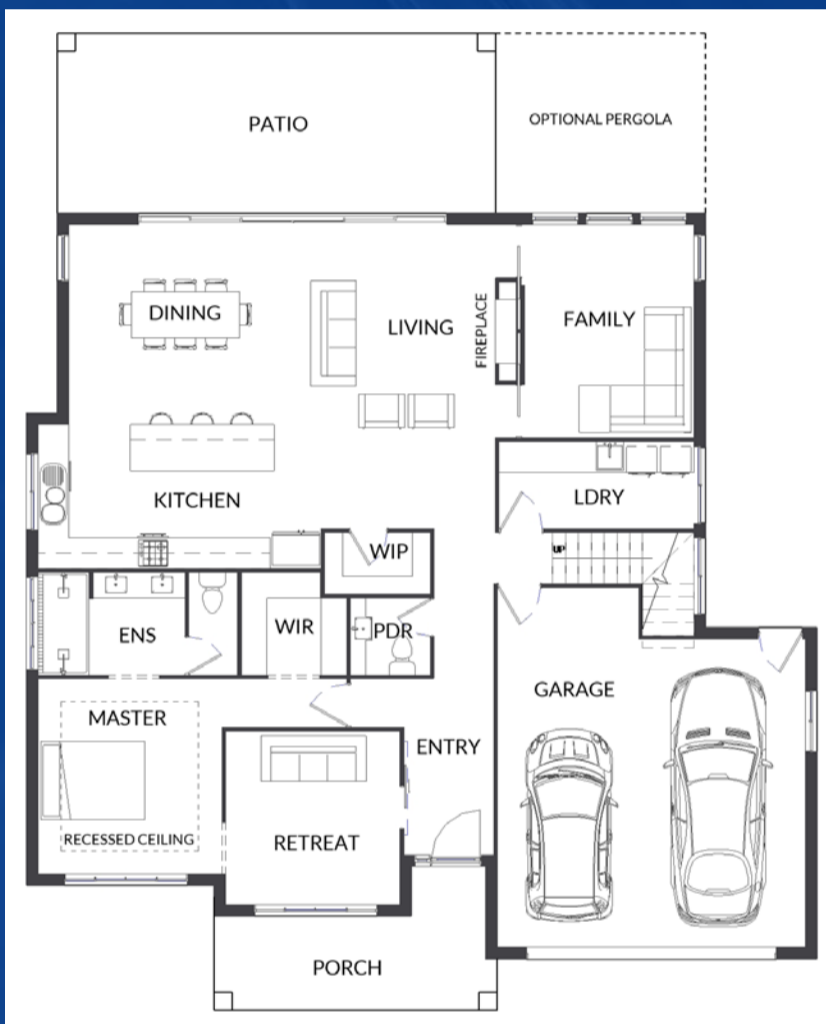 PATIO
OPTIONAL PERGOLA
DINING
LIVING
FIREPLACE
FAMILY
KITCHEN
LDRY
WIP
UP
ENS
WIR
PDR
MASTER
GARAGE
ENTRY
RECESSED CEILING
RETREAT
PORCH